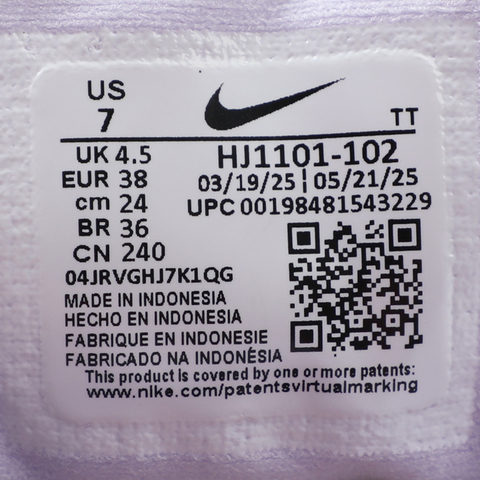 US
7
TT
UK 4.5
HJ1101-102
EUR 38
03/19/25 | 05/21/25
cm 24
UPC 00198481543229
BR 36
CN 240
04JRVGHJ7K1QG
MADE IN INDONESIA
HECHO EN INDONESIA
FABRIQUE EN INDONESIE
FABRICADO NA INDONÉSIA
This product is covered by one or more patents:
www.nike.com/patentsvirtualmarking